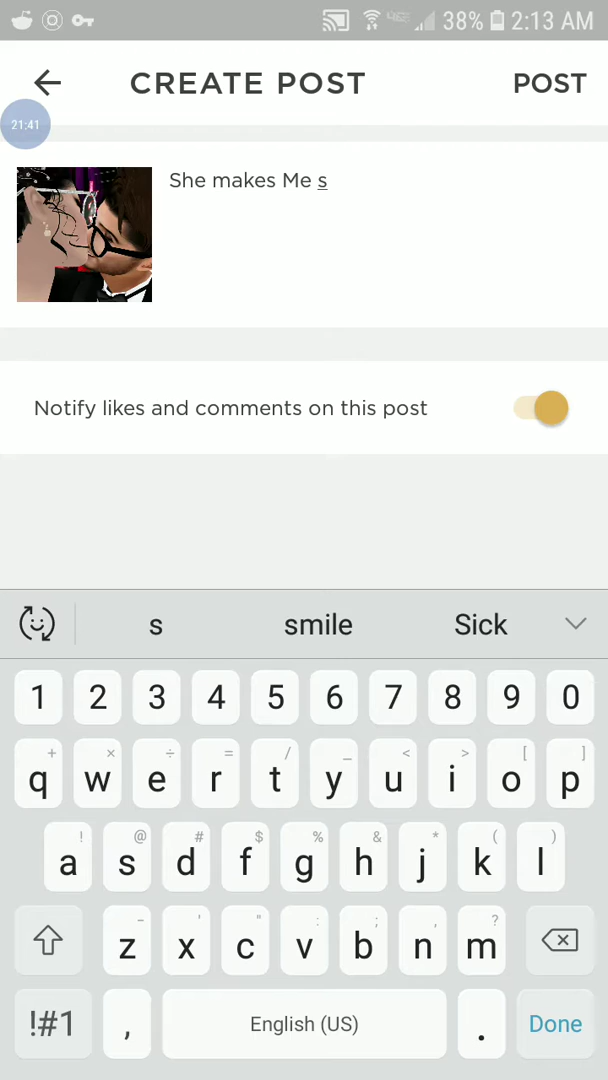 38% 2:13 AM
CREATE POST POST
21:41
She makes Me s
Notify likes and comments on this post
s smile Sick
1 2 3 4 5 6 7 8 9 0
+ × ÷ = / _ < > [ ]
q w e r t y u i o p
! @ # $ % & * ( )
a s d f g h j k l
- ' " : ; , ?
z x c v b n m
!#1 , English (US) . Done